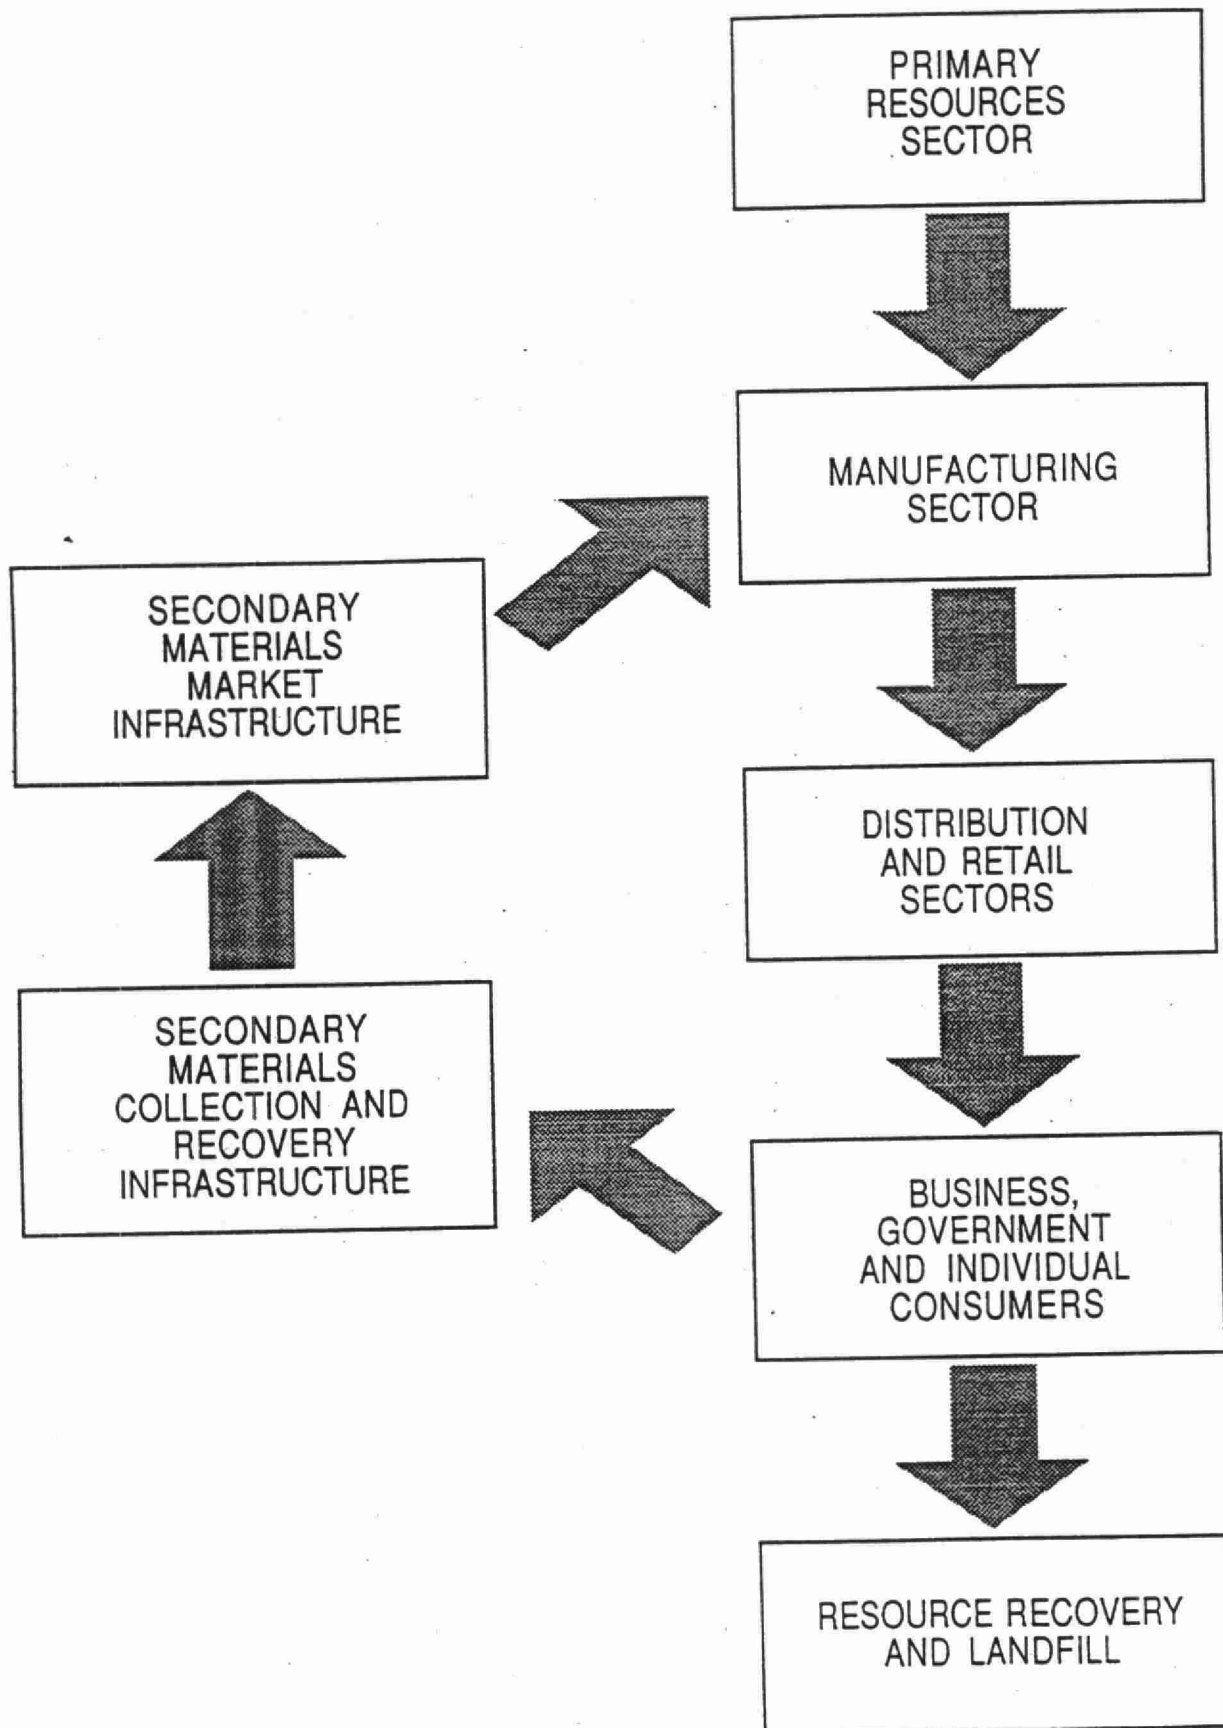 PRIMARY
RESOURCES
SECTOR
MANUFACTURING
SECTOR
SECONDARY
MATERIALS
MARKET
INFRASTRUCTURE
DISTRIBUTION
AND RETAIL
SECTORS
SECONDARY
MATERIALS
COLLECTION AND
RECOVERY
INFRASTRUCTURE
BUSINESS,
GOVERNMENT
AND INDIVIDUAL
CONSUMERS
RESOURCE RECOVERY
AND LANDFILL